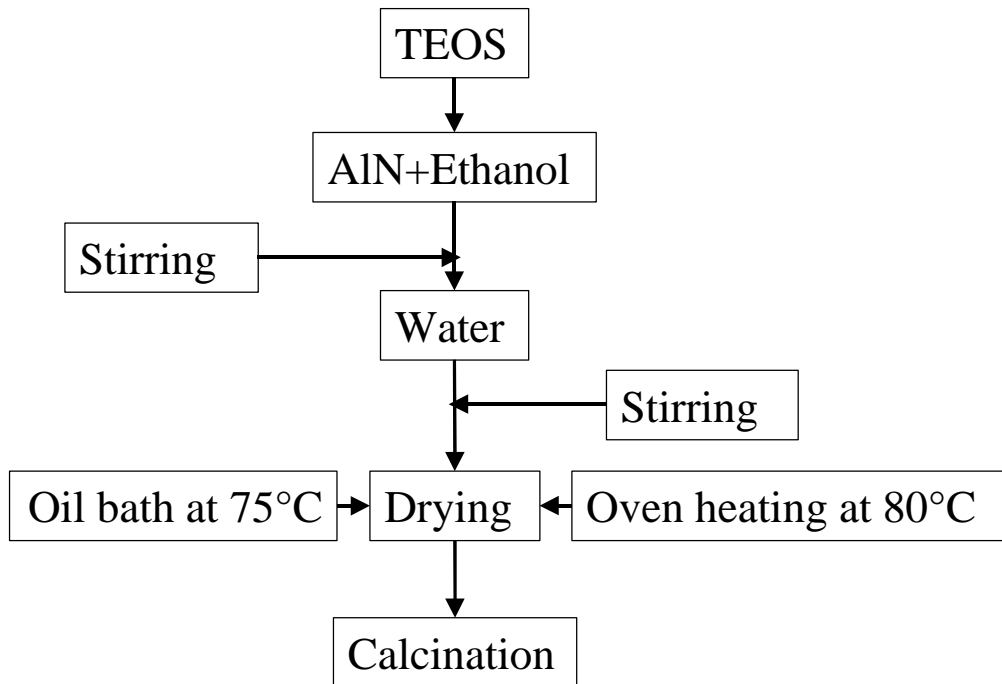 TEOS
AlN+Ethanol
Stirring
Water
Stirring
Oil bath at 75°C
Drying
Oven heating at 80°C
Calcination